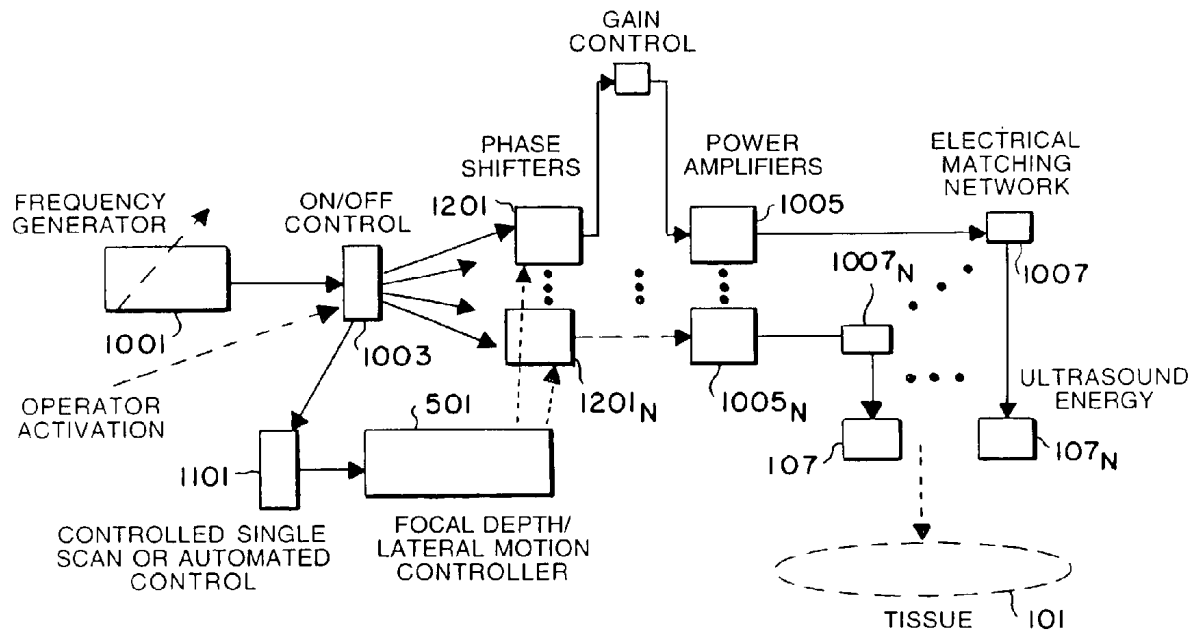 GAIN
CONTROL
PHASE
SHIFTERS
POWER
AMPLIFIERS
ELECTRICAL
MATCHING
NETWORK
FREQUENCY
GENERATOR
ON/OFF
CONTROL
1201
1005
1007
1007N
1001
1003
1201N
1005N
OPERATOR
ACTIVATION
501
ULTRASOUND
ENERGY
1101
107
107N
CONTROLLED SINGLE
SCAN OR AUTOMATED
CONTROL
FOCAL DEPTH/
LATERAL MOTION
CONTROLLER
TISSUE
101